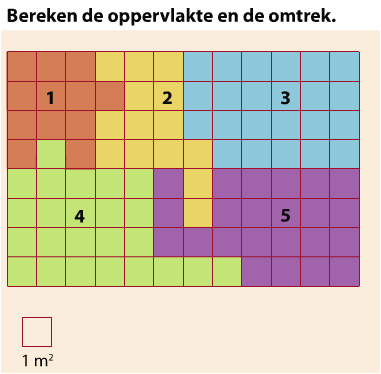 Bereken de oppervlakte en de omtrek.
1
2
3
4
5
1 m²